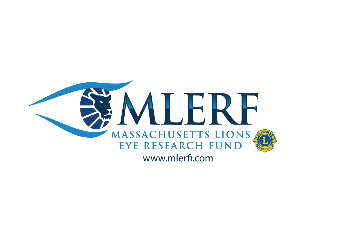 MLERF
MASSACHUSETTS LIONS
EYE RESEARCH FUND
L
www.mlerfi.com